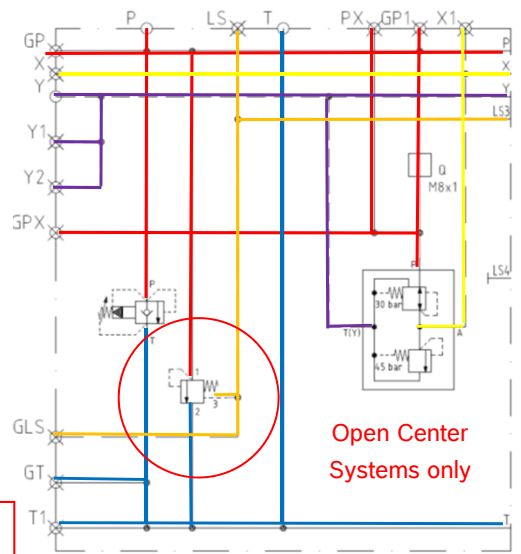 P LS T PX GP1 X1
GP P
X X
Y Y
LS3
Y1
Q
M8x1
Y2
GPX
P
LS4
P
30 bar
T
T(Y) A
1
45 bar
3
2
Open Center
Systems only
GLS
GT
T1 T